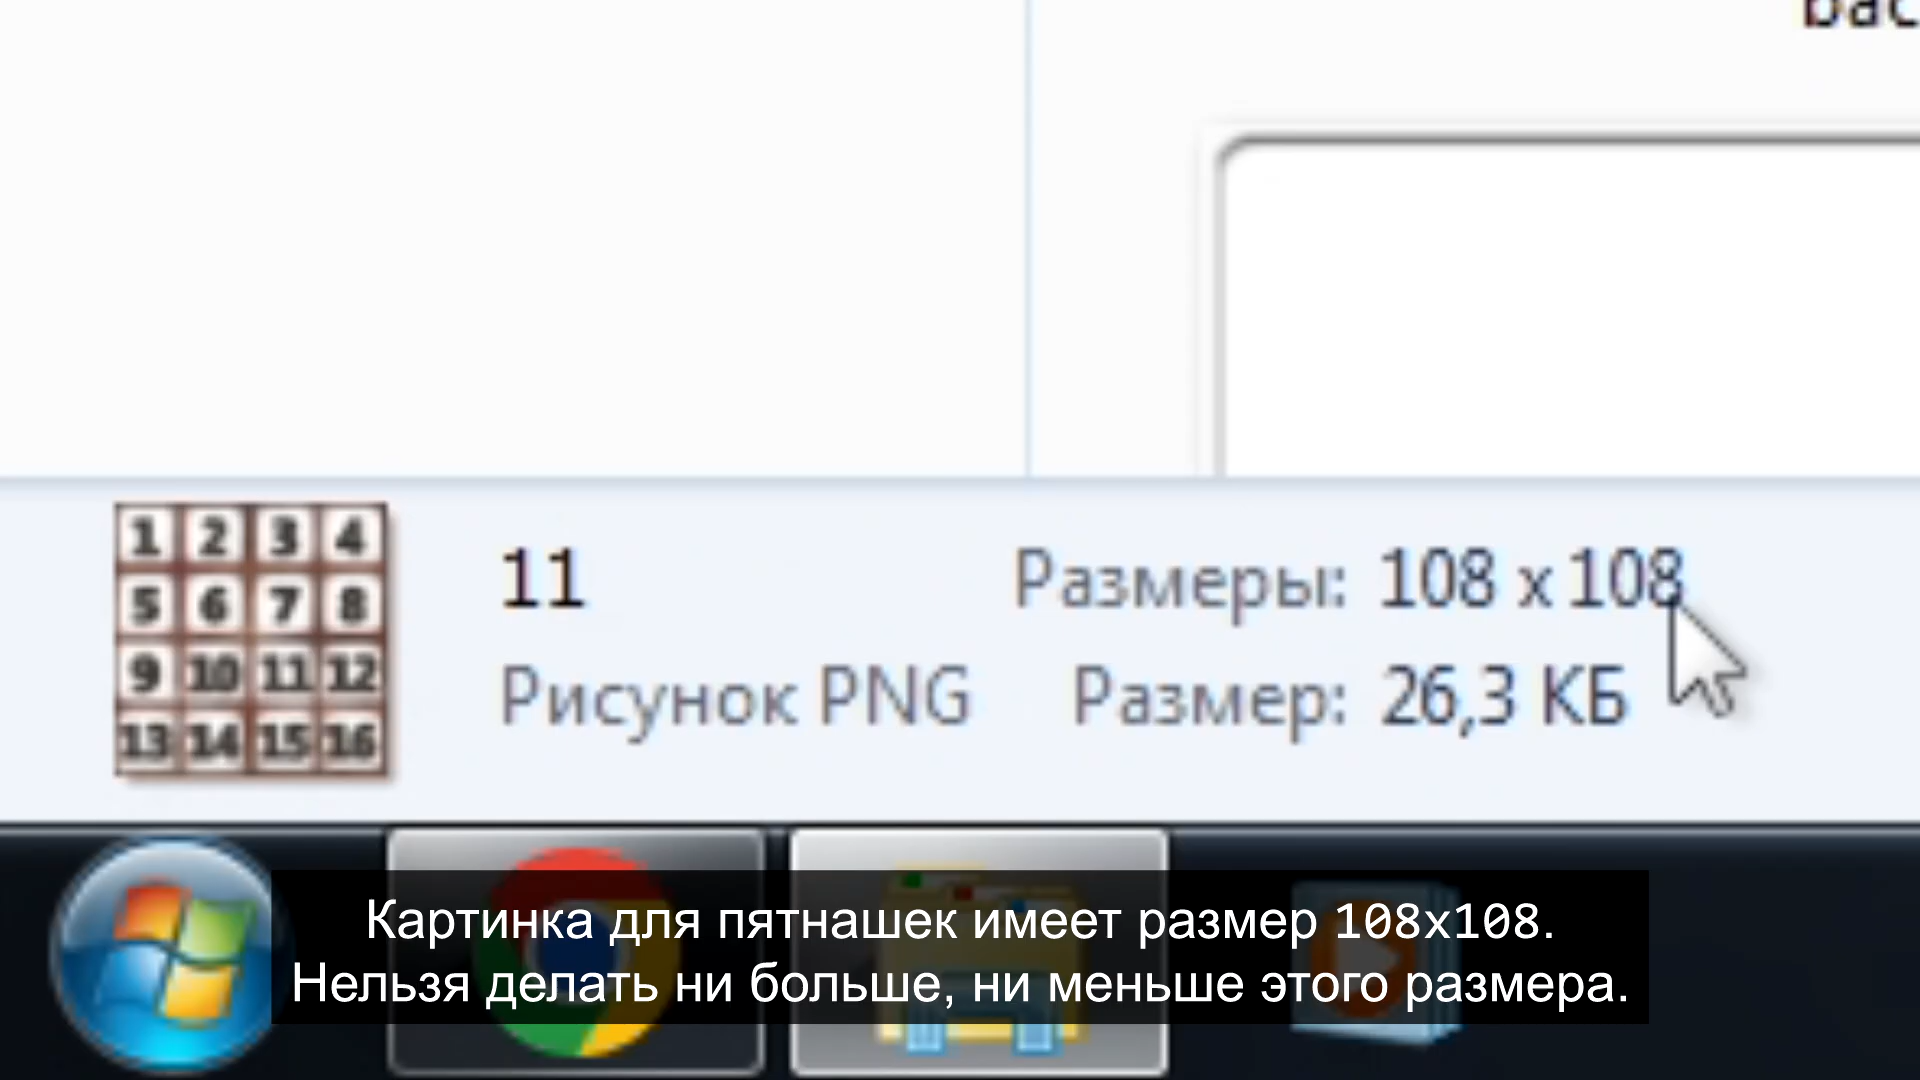 1 2 3 4
5 6 7 8
9 10 11 12
13 14 15 16
11
Размеры: 108 x 108
Рисунок PNG
Размер: 26,3 КБ
Картинка для пятнашек имеет размер 108x108.
Нельзя делать ни больше, ни меньше этого размера.